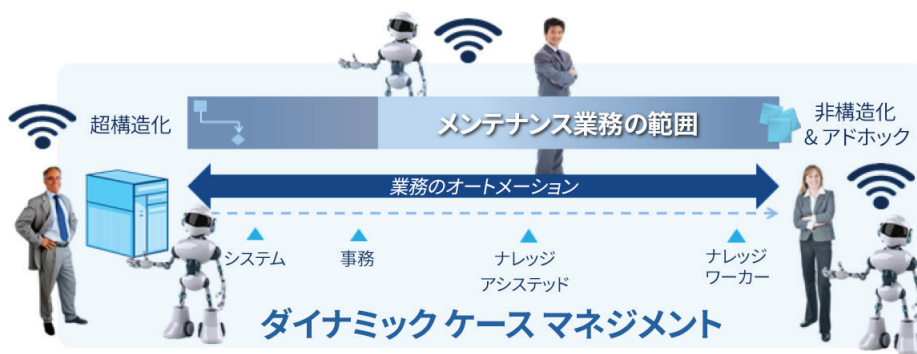 超構造化
メンテナンス業務の範囲
非構造化
& アドホック
業務のオートメーション
システム
事務
ナレッジ
アシステッド
ナレッジ
ワーカー
ダイナミック ケース マネジメント